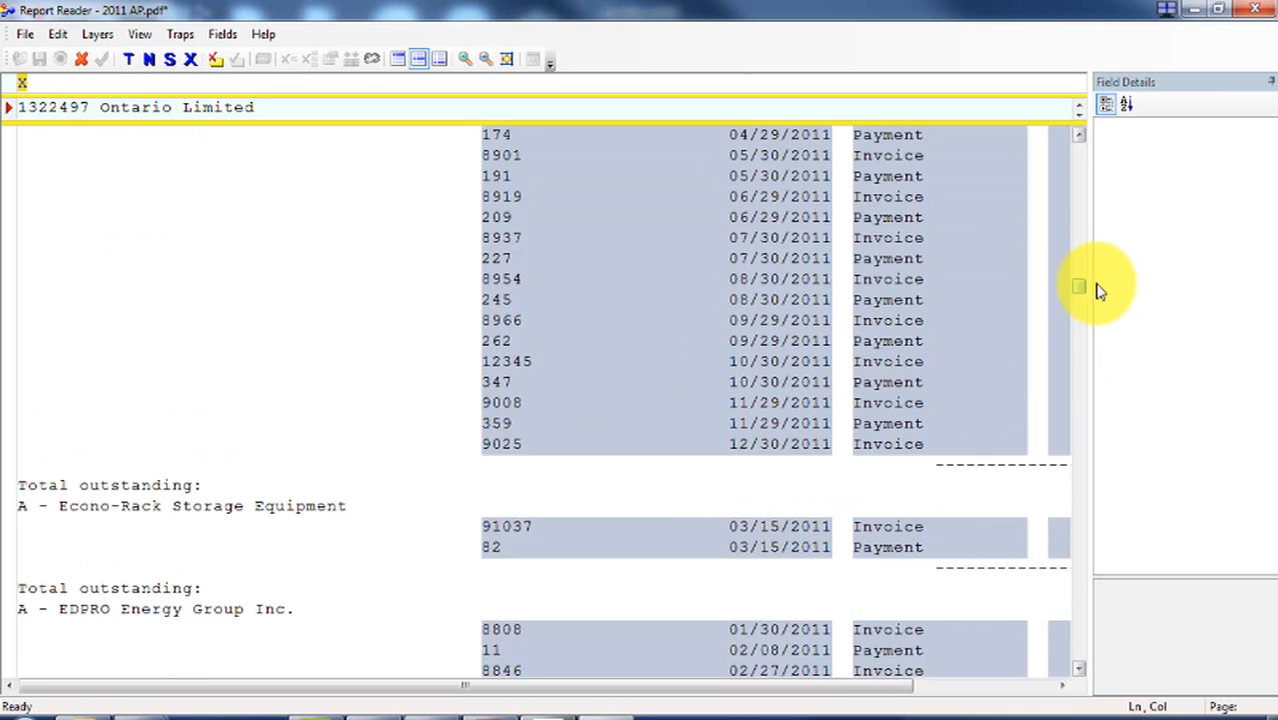 Report Reader - 2011 AP.pdf*
File Edit Layers View Traps Fields Help
T N S X
X
Field Details
1322497 Ontario Limited
174 04/29/2011 Payment
8901 05/30/2011 Invoice
191 05/30/2011 Payment
8919 06/29/2011 Invoice
209 06/29/2011 Payment
8937 07/30/2011 Invoice
227 07/30/2011 Payment
8954 08/30/2011 Invoice
245 08/30/2011 Payment
8966 09/29/2011 Invoice
262 09/29/2011 Payment
12345 10/30/2011 Invoice
347 10/30/2011 Payment
9008 11/29/2011 Invoice
359 11/29/2011 Payment
9025 12/30/2011 Invoice
-------------
Total outstanding:
A - Econo-Rack Storage Equipment
91037 03/15/2011 Invoice
82 03/15/2011 Payment
-------------
Total outstanding:
A - EDPRO Energy Group Inc.
8808 01/30/2011 Invoice
11 02/08/2011 Payment
8846 02/27/2011 Invoice
Ready Ln, Col Page: